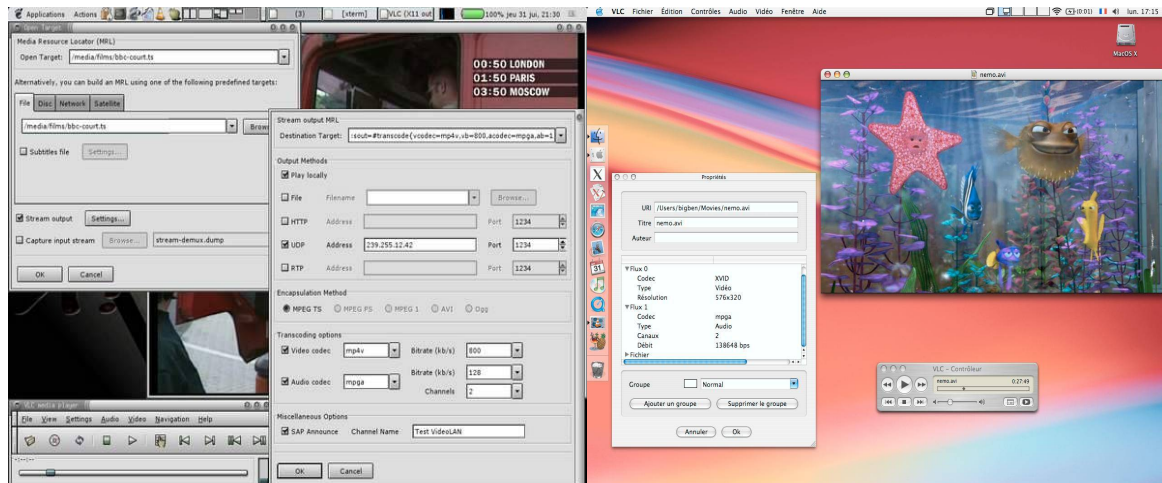 Applications Actions
(3)
[xterm]
VLC (X11 out
100% jeu 31 jui, 21:30
Open Target
Media Resource Locator (MRL)
Open Target: /media/films/bbc-court.ts
Alternatively, you can build an MRL using one of the following predefined targets:
File Disc Network Satellite
/media/films/bbc-court.ts
Brow
Subtitles file Settings...
Stream output Settings...
Capture input stream Browse... stream-demux.dump
OK Cancel
00:50 LONDON
01:50 PARIS
03:50 MOSCOW
Stream output MRL
Destination Target: :sout=#transcode{vcodec=mp4v,vb=800,acodec=mpga,ab=1
Output Methods
Play locally
File Filename Browse...
HTTP Address Port 1234
UDP Address 239.255.12.42 Port 1234
RTP Address Port 1234
Encapsulation Method
MPEG TS MPEG PS MPEG 1 AVI Ogg
Transcoding options
Video codec mp4v Bitrate (kb/s) 800
Audio codec mpga Bitrate (kb/s) 128
Channels 2
Miscellaneous Options
SAP Announce Channel Name Test VideoLAN
OK Cancel
VLC media player
File View Settings Audio Video Navigation Help
--:--:--
VLC Fichier Édition Contrôles Audio Vidéo Fenêtre Aide
(0:01) lun. 17:15
MacOS X
nemo.avi
31
Propriétés
URI /Users/bigben/Movies/nemo.avi
Titre nemo.avi
Auteur
Flux 0
Codec XVID
Type Vidéo
Résolution 576x320
Flux 1
Codec mpga
Type Audio
Canaux 2
Débit 138648 bps
Fichier
Groupe Normal
Ajouter un groupe Supprimer le groupe
Annuler Ok
VLC – Contrôleur
nemo.avi 0:27:49